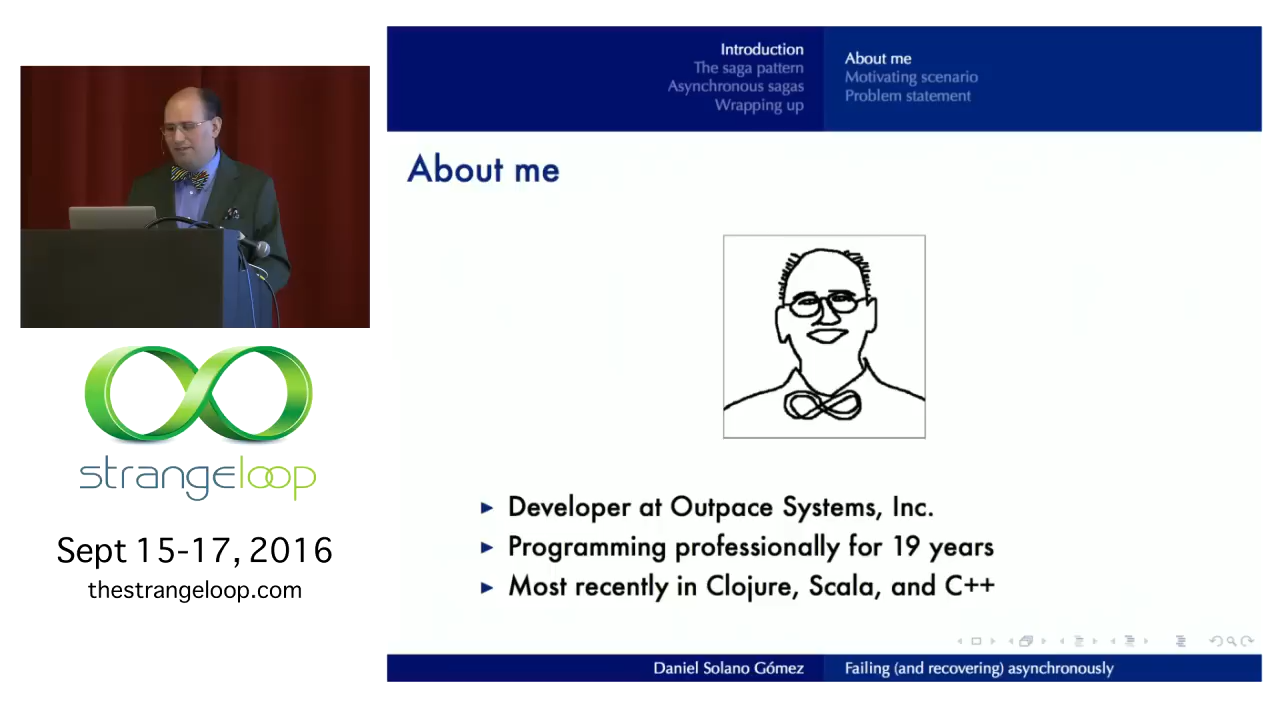 Introduction
The saga pattern
Asynchronous sagas
Wrapping up
About me
Motivating scenario
Problem statement
About me
Developer at Outpace Systems, Inc.
Programming professionally for 19 years
Most recently in Clojure, Scala, and C++
Daniel Solano Gómez
Failing (and recovering) asynchronously
strangeloop
Sept 15-17, 2016
thestrangeloop.com